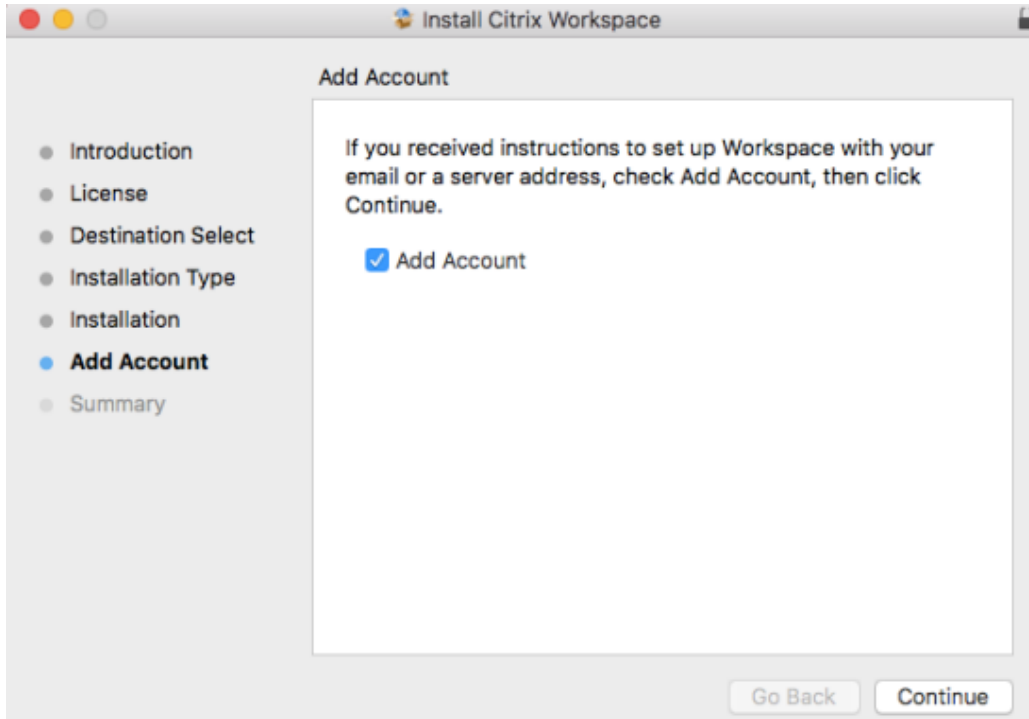 Install Citrix Workspace
Add Account
Introduction
License
Destination Select
Installation Type
Installation
Add Account
Summary
If you received instructions to set up Workspace with your
email or a server address, check Add Account, then click
Continue.
Add Account
Go Back
Continue